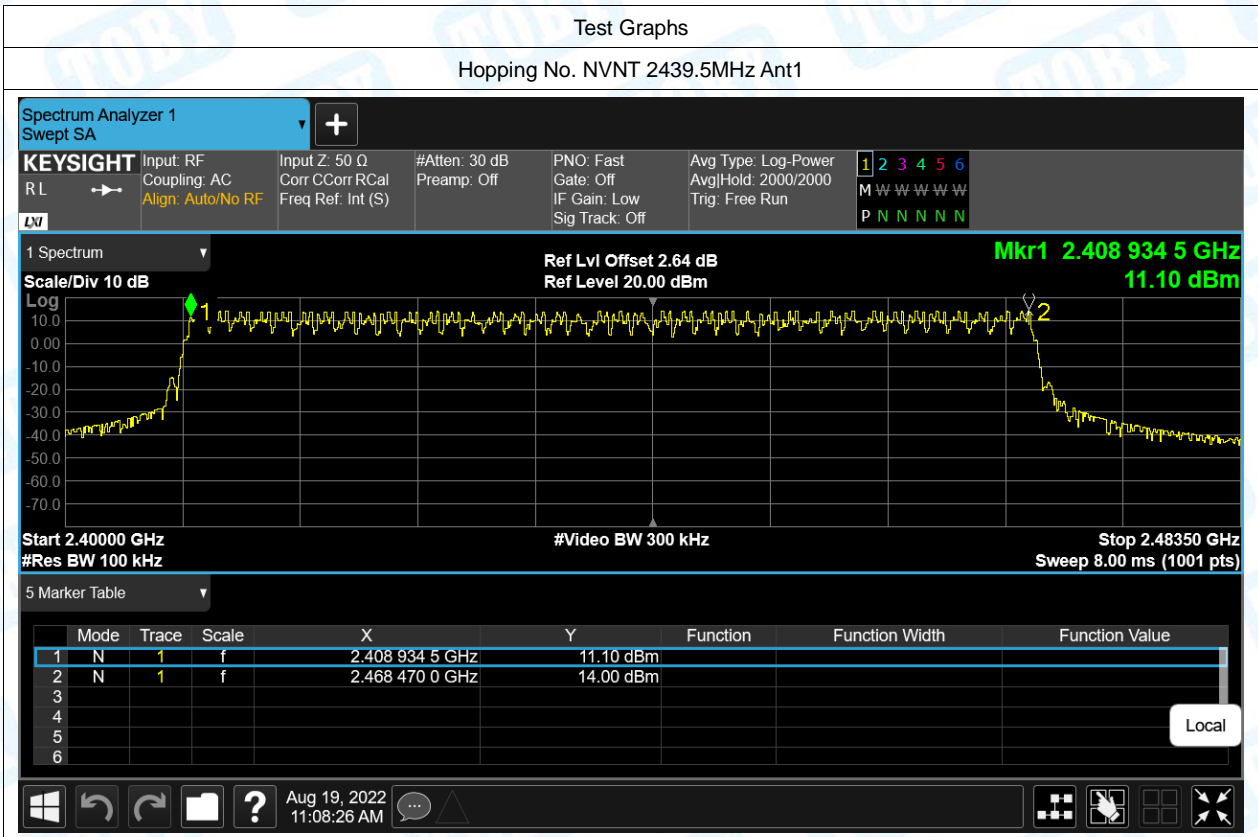 Test Graphs
Hopping No. NVNT 2439.5MHz Ant1
Spectrum Analyzer 1
Swept SA
KEYSIGHT Input: RF Input Z: 50 Ω #Atten: 30 dB PNO: Fast Avg Type: Log-Power 1 2 3 4 5 6
RL Coupling: AC Corr CCorr RCal Preamp: Off Gate: Off Avg|Hold: 2000/2000 M W W W W W
Align: Auto/No RF Freq Ref: Int (S) IF Gain: Low Trig: Free Run
LXI Sig Track: Off P N N N N N
1 Spectrum Ref Lvl Offset 2.64 dB Mkr1 2.408 934 5 GHz
Scale/Div 10 dB Ref Level 20.00 dBm 11.10 dBm
Log
1 2
10.0
0.00
-10.0
-20.0
-30.0
-40.0
-50.0
-60.0
-70.0
Start 2.40000 GHz #Video BW 300 kHz Stop 2.48350 GHz
#Res BW 100 kHz Sweep 8.00 ms (1001 pts)
5 Marker Table
Mode Trace Scale X Y Function Function Width Function Value
1 N 1 f 2.408 934 5 GHz 11.10 dBm
2 N 1 f 2.468 470 0 GHz 14.00 dBm
3
4
5
6
Local
? Aug 19, 2022
11:08:26 AM
TOBY